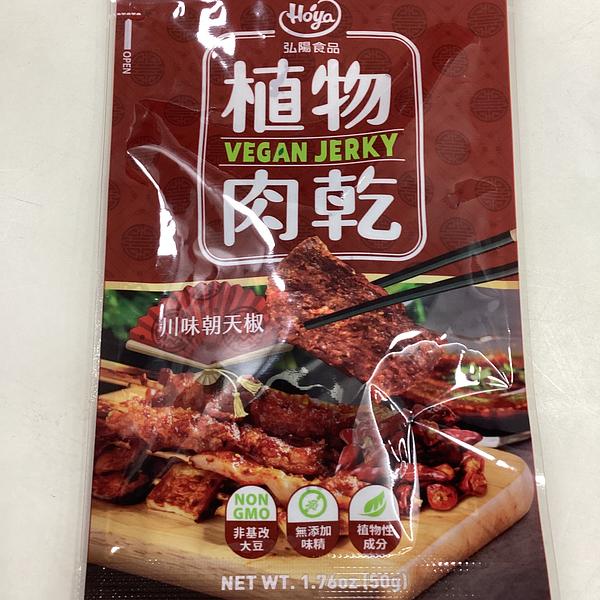 Hoya
弘陽食品
OPEN
植物
VEGAN JERKY
肉乾
川味朝天椒
NON
GMO
非基改
大豆
無添加
味精
植物性
成分
NET WT. 1.76oz (50g)